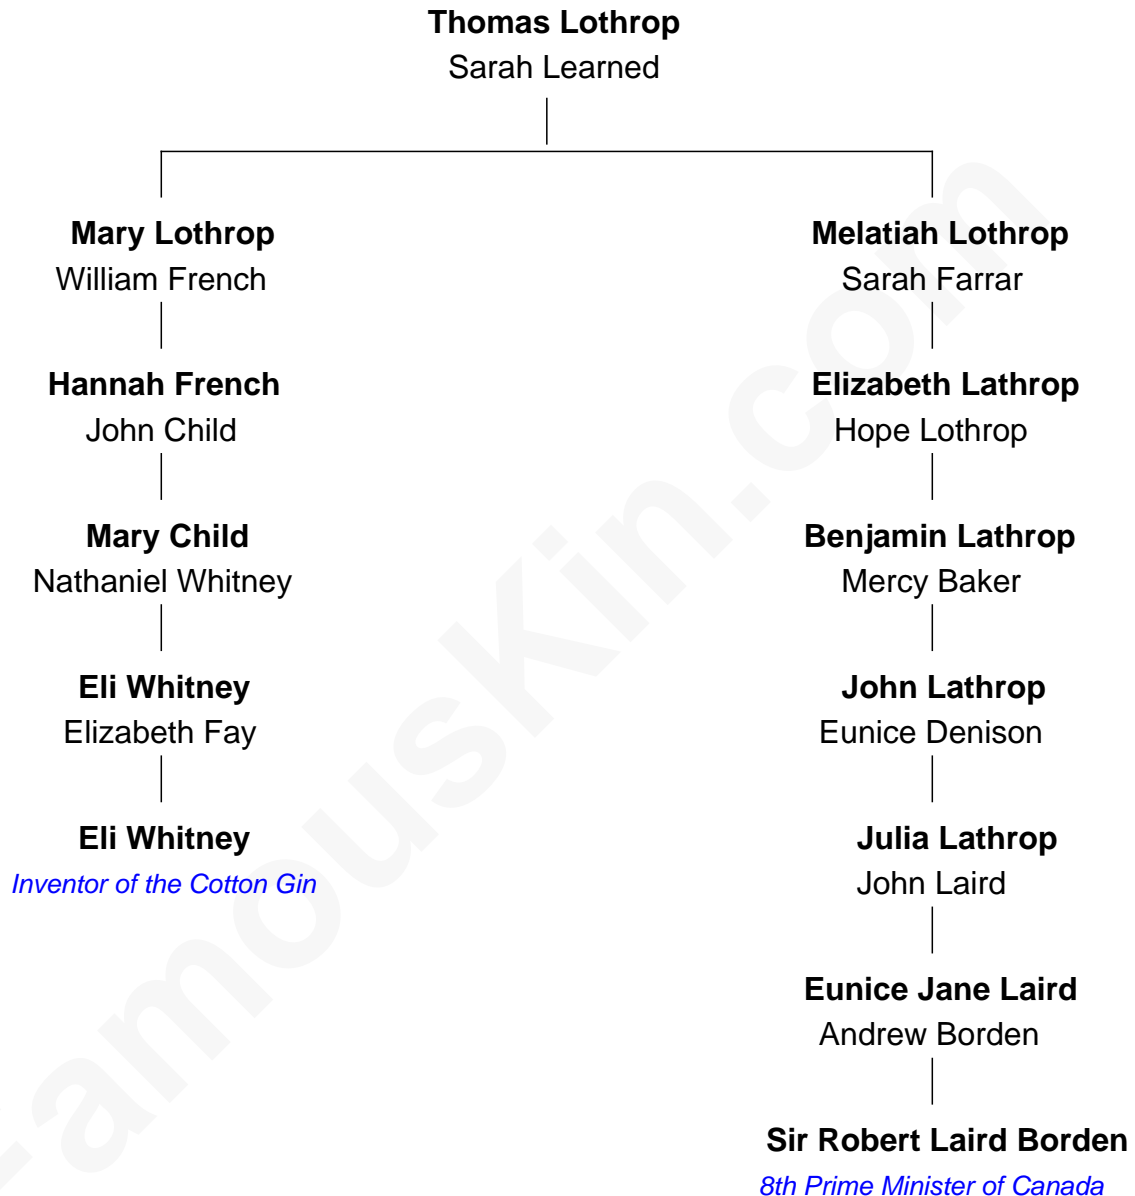 Thomas Lothrop
Sarah Learned
Mary Lothrop
William French
Hannah French
John Child
Mary Child
Nathaniel Whitney
Eli Whitney
Elizabeth Fay
Eli Whitney
Inventor of the Cotton Gin
Melatiah Lothrop
Sarah Farrar
Elizabeth Lathrop
Hope Lothrop
Benjamin Lathrop
Mercy Baker
John Lathrop
Eunice Denison
Julia Lathrop
John Laird
Eunice Jane Laird
Andrew Borden
Sir Robert Laird Borden
8th Prime Minister of Canada
FamousKin.com